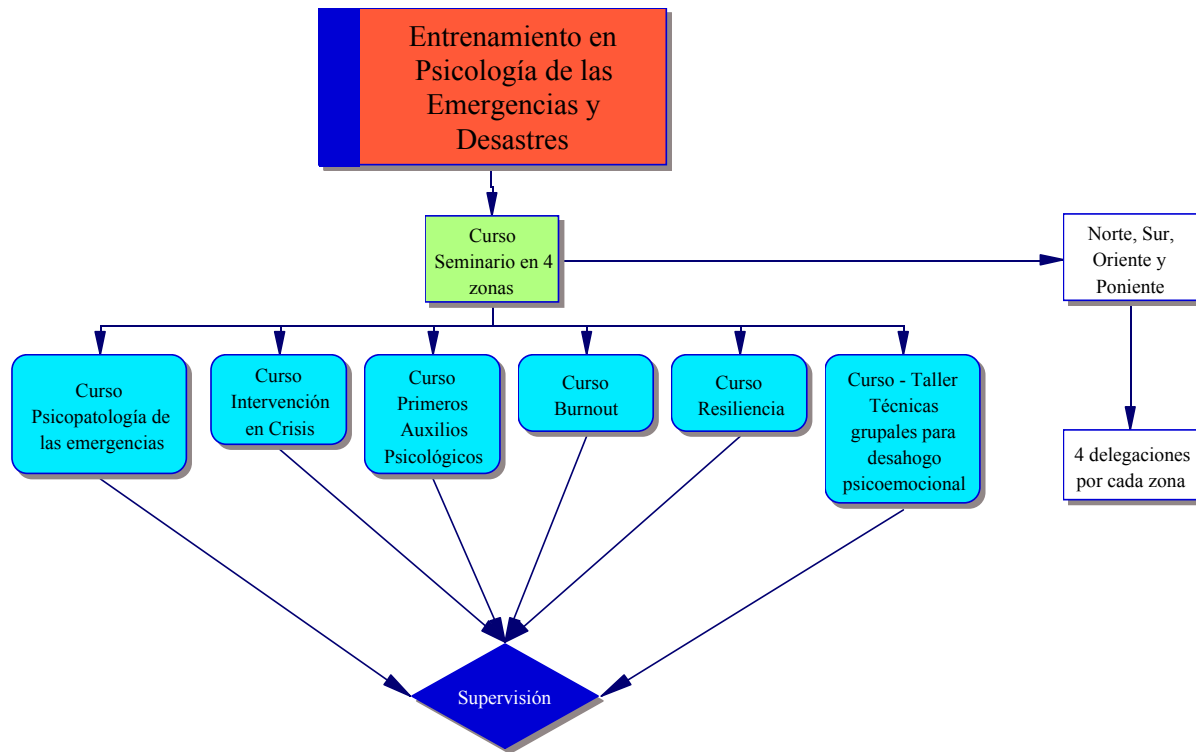 Entrenamiento en
Psicología de las
Emergencias y
Desastres
Curso
Seminario en 4
zonas
Norte, Sur,
Oriente y
Poniente
Curso
Psicopatología de
las emergencias
Curso
Intervención
en Crisis
Curso
Primeros
Auxilios
Psicológicos
Curso
Burnout
Curso
Resiliencia
Curso - Taller
Técnicas
grupales para
desahogo
psicoemocional
4 delegaciones
por cada zona
Supervisión